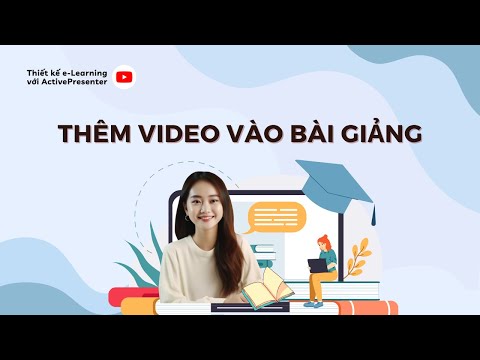 Thiết kế e-Learning
với ActivePresenter
THÊM VIDEO VÀO BÀI GIẢNG